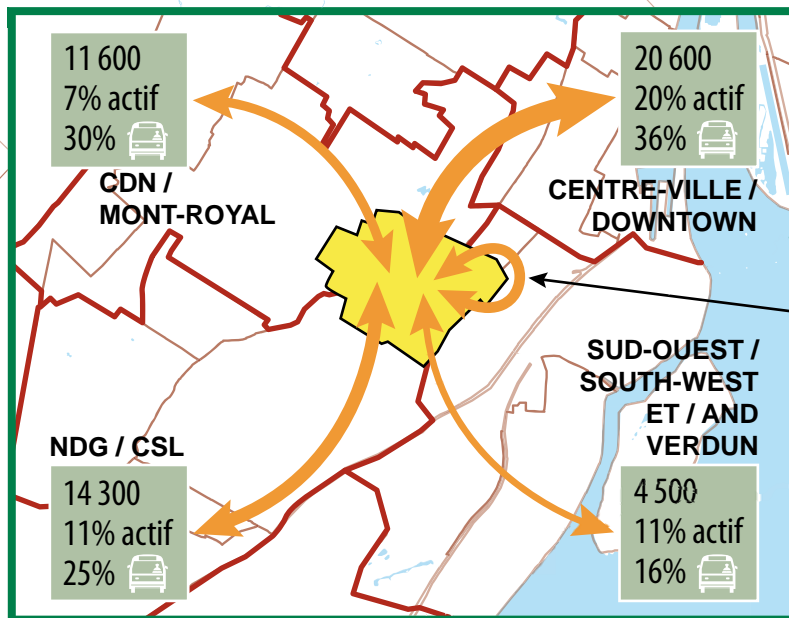 11 600
7% actif
30%
CDN /
MONT-ROYAL
20 600
20% actif
36%
CENTRE-VILLE /
DOWNTOWN
NDG / CSL
14 300
11% actif
25%
SUD-OUEST /
SOUTH-WEST
ET / AND
VERDUN
4 500
11% actif
16%